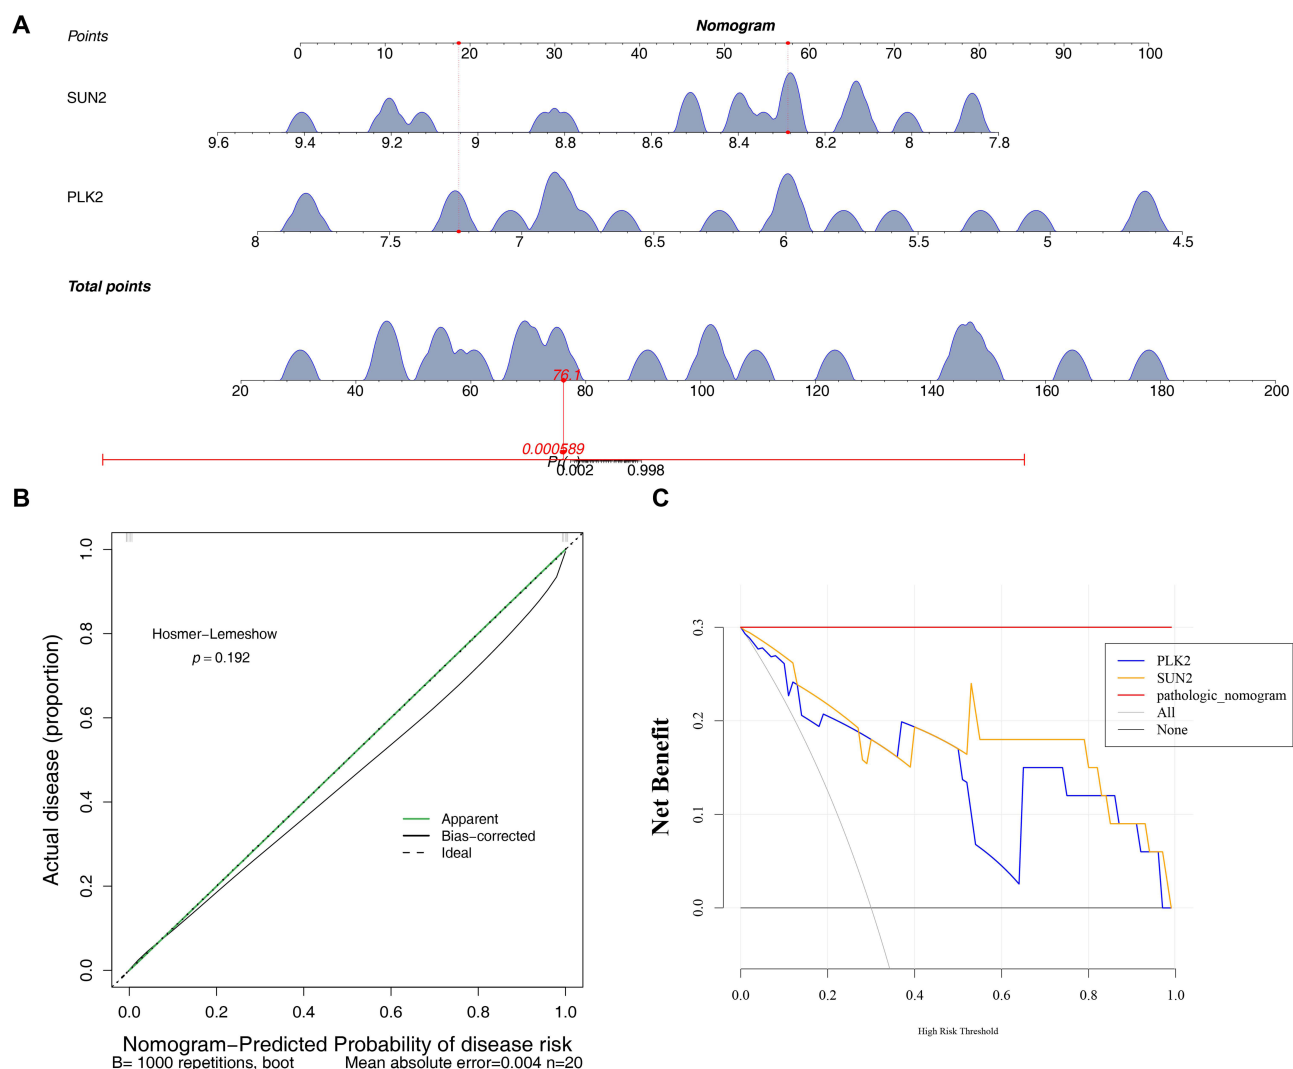 A
Nomogram
Points
0 10 20 30 40 50 60 70 80 90 100
SUN2
9.6 9.4 9.2 9 8.8 8.6 8.4 8.2 8 7.8
PLK2
8 7.5 7 6.5 6 5.5 5 4.5
Total points
76.1
20 40 60 80 100 120 140 160 180 200
0.000589
0.002 0.998
B
Actual disease (proportion)
0.0 0.2 0.4 0.6 0.8 1.0
Hosmer−Lemeshow
p = 0.192
Apparent
Bias−corrected
Ideal
0.0 0.2 0.4 0.6 0.8 1.0
Nomogram−Predicted Probability of disease risk
B= 1000 repetitions, boot Mean absolute error=0.004 n=20
C
Net Benefit
0.0 0.1 0.2 0.3
PLK2
SUN2
pathologic_nomogram
All
None
0.0 0.2 0.4 0.6 0.8 1.0
High Risk Threshold